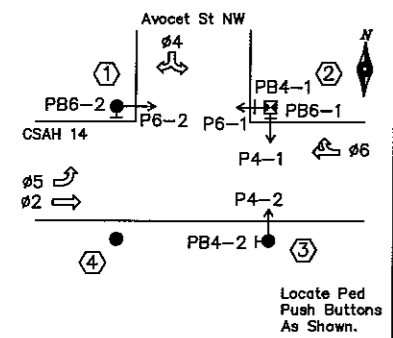 Avocet St NW
N
ø4
1
2
PB4-1
PB6-2
PB6-1
P6-2
P6-1
CSAH 14
P4-1
ø6
ø5
ø2
P4-2
PB4-2
3
4
Locate Ped
Push Buttons
As Shown.